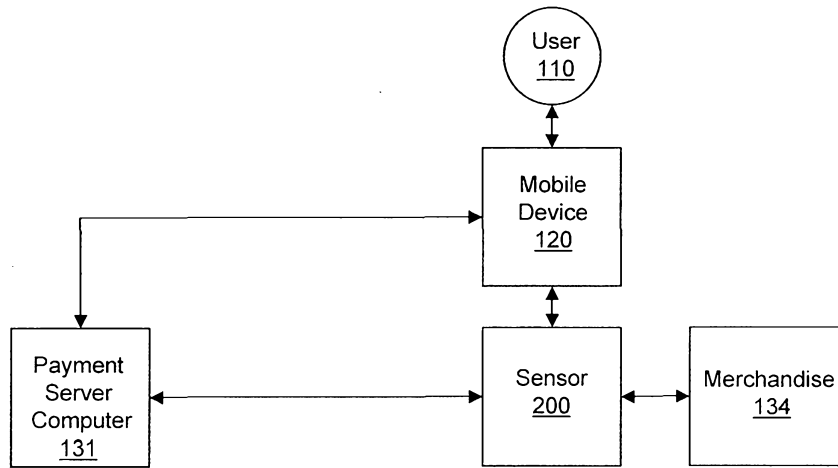 User
110
Mobile
Device
120
Payment
Server
Computer
131
Sensor
200
Merchandise
134